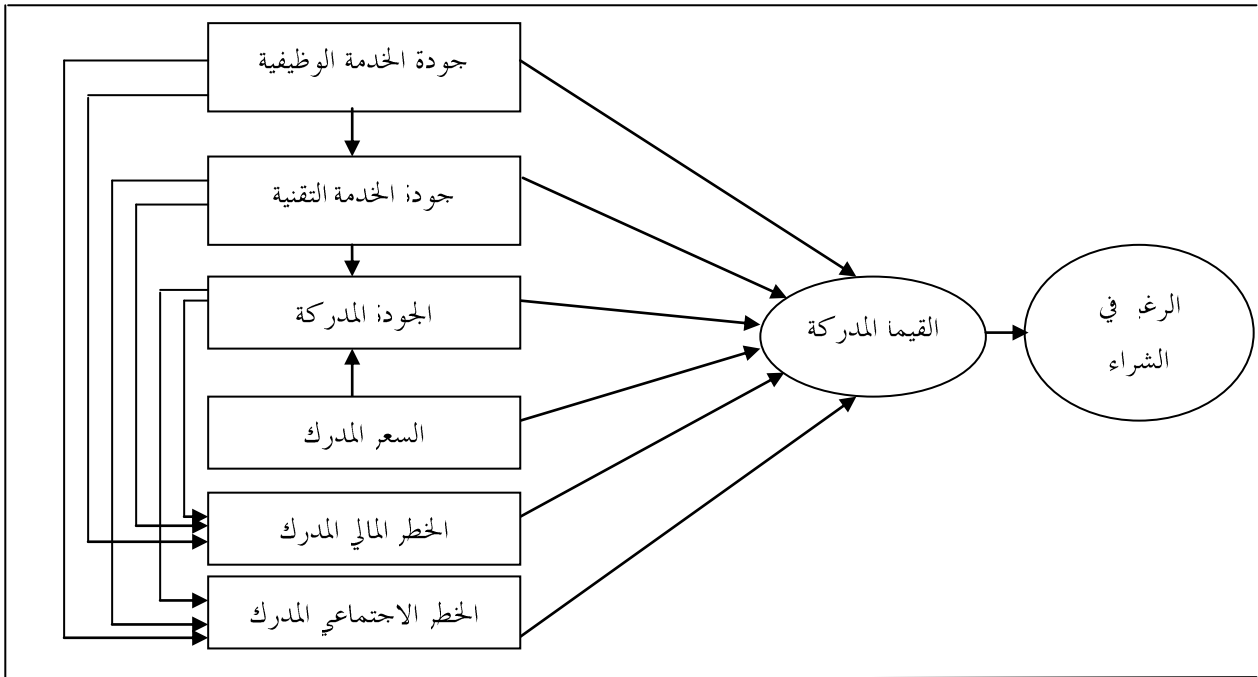 جودة الخدمة الوظيفية
جودة الخدمة التقنية
الجودة المدركة
السعر المدرك
الخطر المالي المدرك
الخطر الاجتماعي المدرك
القيمة المدركة
الرغبة في
الشراء